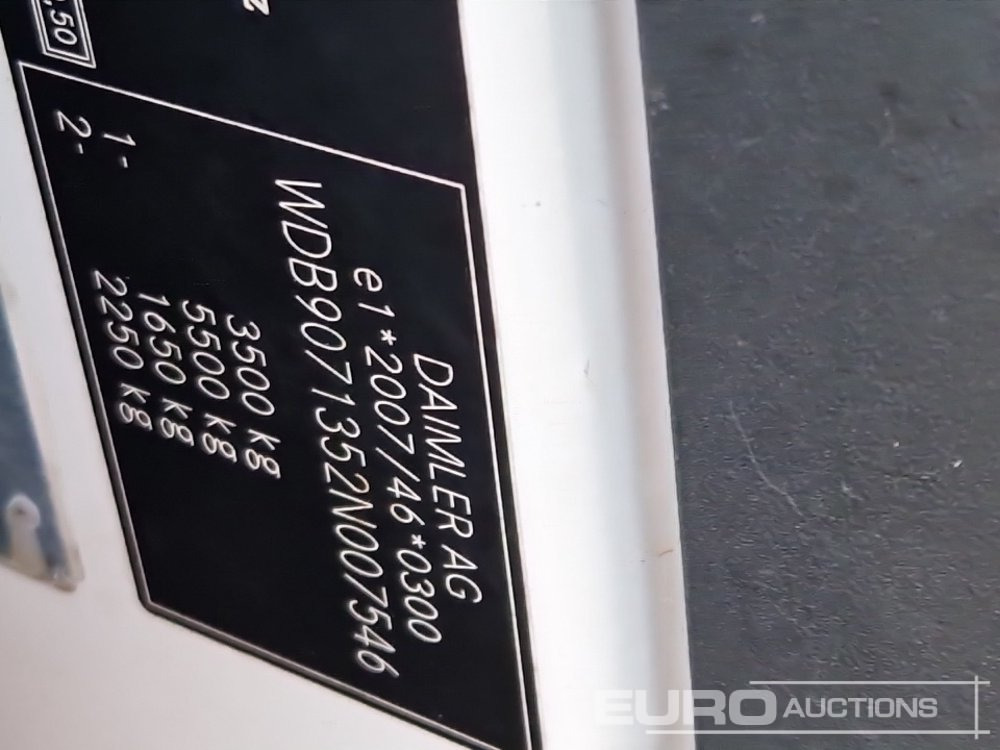 DAIMLER AG
e1*2007/46*0300
WDB9071352N007546
3500 kg
5500 kg
1- 1650 kg
2- 2250 kg
.50
z
EURO AUCTIONS